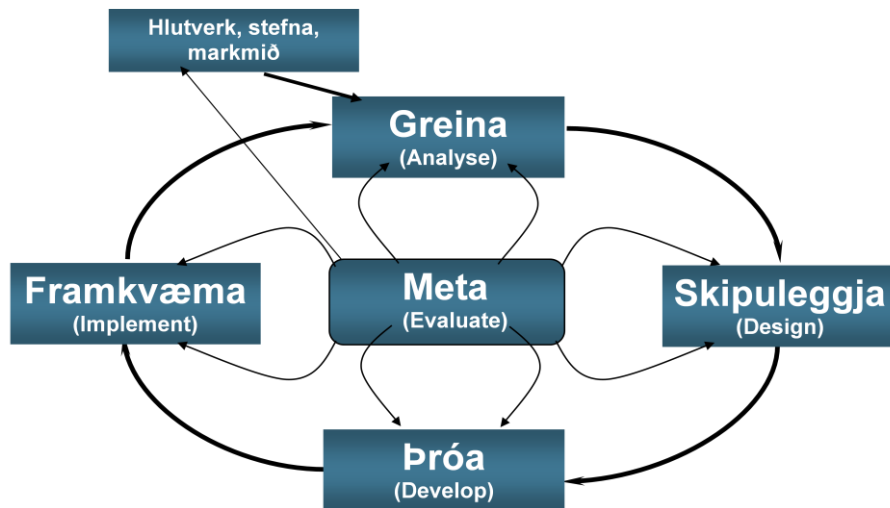 Hlutverk, stefna,
markmið
Greina
(Analyse)
Framkvæma
(Implement)
Meta
(Evaluate)
Skipuleggja
(Design)
Þróa
(Develop)